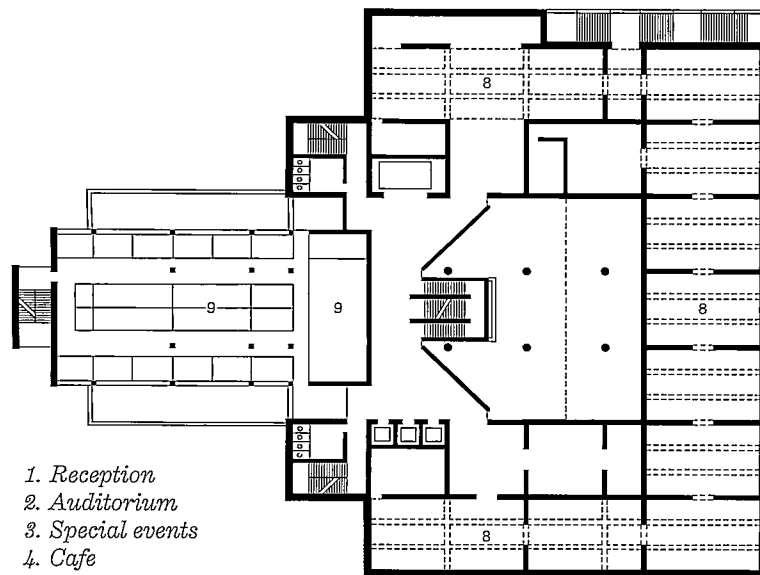 8
8
9
9
8
1. Reception
2. Auditorium
3. Special events
4. Cafe